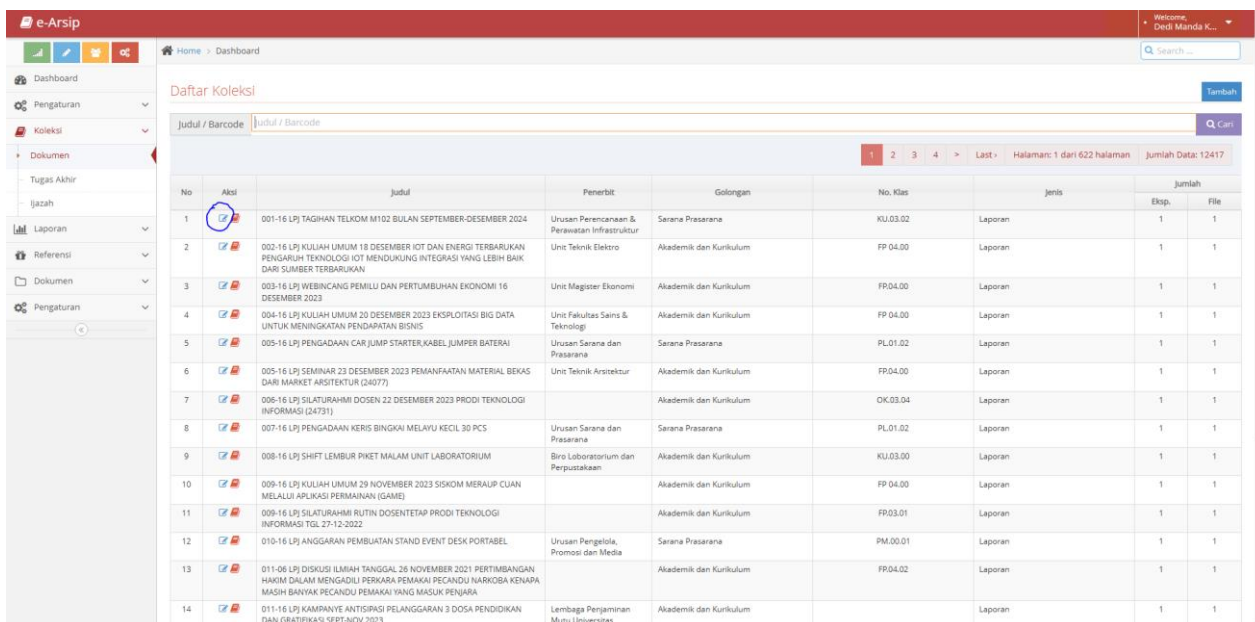 e-Arsip
Welcome,
Dedi Manda K...
Home > Dashboard
Search ...
Dashboard
Pengaturan
Koleksi
Dokumen
Tugas Akhir
Ijazah
Laporan
Referensi
Dokumen
Pengaturan
Daftar Koleksi
Tambah
Judul / Barcode
Judul / Barcode
Cari
1 2 3 4 > Last › Halaman: 1 dari 622 halaman Jumlah Data: 12417
No Aksi Judul Penerbit Golongan No. Klas Jenis Jumlah
Eksp. File
1 001-16 LPJ TAGIHAN TELKOM M102 BULAN SEPTEMBER-DESEMBER 2024 Urusan Perencanaan & Sarana Prasarana KU.03.02 Laporan 1 1
Perawatan Infrastruktur
2 002-16 LPJ KULIAH UMUM 18 DESEMBER IOT DAN ENERGI TERBARUKAN Unit Teknik Elektro Akademik dan Kurikulum FP 04.00 Laporan 1 1
PENGARUH TEKNOLOGI IOT MENDUKUNG INTEGRASI YANG LEBIH BAIK
DARI SUMBER TERBARUKAN
3 003-16 LPJ WEBINCANG PEMILU DAN PERTUMBUHAN EKONOMI 16 Unit Magister Ekonomi Akademik dan Kurikulum FP.04.00 Laporan 1 1
DESEMBER 2023
4 004-16 LPJ KULIAH UMUM 20 DESEMBER 2023 EKSPLOITASI BIG DATA Unit Fakultas Sains & Akademik dan Kurikulum FP 04.00 Laporan 1 1
UNTUK MENINGKATAN PENDAPATAN BISNIS Teknologi
5 005-16 LPJ PENGADAAN CAR JUMP STARTER,KABEL JUMPER BATERAI Urusan Sarana dan Sarana Prasarana PL.01.02 Laporan 1 1
Prasarana
6 005-16 LPJ SEMINAR 23 DESEMBER 2023 PEMANFAATAN MATERIAL BEKAS Unit Teknik Arsitektur Akademik dan Kurikulum FP.04.00 Laporan 1 1
DARI MARKET ARSITEKTUR (24077)
7 006-16 LPJ SILATURAHMI DOSEN 22 DESEMBER 2023 PRODI TEKNOLOGI Akademik dan Kurikulum OK.03.04 Laporan 1 1
INFORMASI (24731)
8 007-16 LPJ PENGADAAN KERIS BINGKAI MELAYU KECIL 30 PCS Urusan Sarana dan Sarana Prasarana PL.01.02 Laporan 1 1
Prasarana
9 008-16 LPJ SHIFT LEMBUR PIKET MALAM UNIT LABORATORIUM Biro Loboratorium dan Akademik dan Kurikulum KU.03.00 Laporan 1 1
Perpustakaan
10 009-16 LPJ KULIAH UMUM 29 NOVEMBER 2023 SISKOM MERAUP CUAN Akademik dan Kurikulum FP 04.00 Laporan 1 1
MELALUI APLIKASI PERMAINAN (GAME)
11 009-16 LPJ SILATURAHMI RUTIN DOSENTETAP PRODI TEKNOLOGI Akademik dan Kurikulum FP.03.01 Laporan 1 1
INFORMASI TGL 27-12-2022
12 010-16 LPJ ANGGARAN PEMBUATAN STAND EVENT DESK PORTABEL Urusan Pengelola, Sarana Prasarana PM.00.01 Laporan 1 1
Promosi dan Media
13 011-06 LPJ DISKUSI ILMIAH TANGGAL 26 NOVEMBER 2021 PERTIMBANGAN Akademik dan Kurikulum FP.04.02 Laporan 1 1
HAKIM DALAM MENGADILI PERKARA PEMAKAI PECANDU NARKOBA KENAPA
MASIH BANYAK PECANDU PEMAKAI YANG MASUK PENJARA
14 011-16 LPJ KAMPANYE ANTISIPASI PELANGGARAN 3 DOSA PENDIDIKAN Lembaga Penjaminan Akademik dan Kurikulum Laporan 1 1
DAN GRATIFIKASI SEPT-NOV 2023 Mutu Universitas